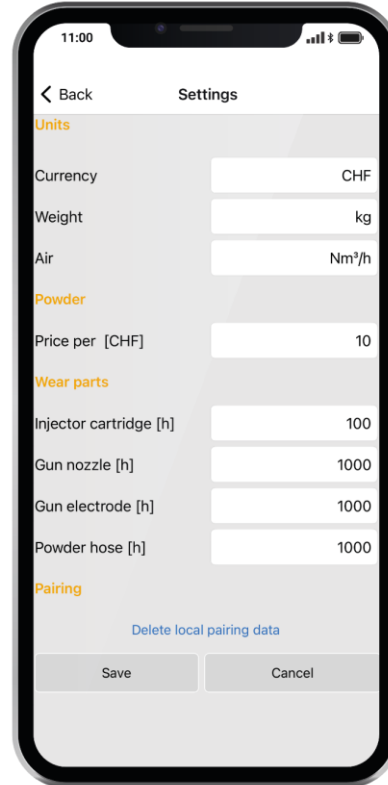 11:00
Back Settings
Units
Currency CHF
Weight kg
Air Nm³/h
Powder
Price per [CHF] 10
Wear parts
Injector cartridge [h] 100
Gun nozzle [h] 1000
Gun electrode [h] 1000
Powder hose [h] 1000
Pairing
Delete local pairing data
Save Cancel